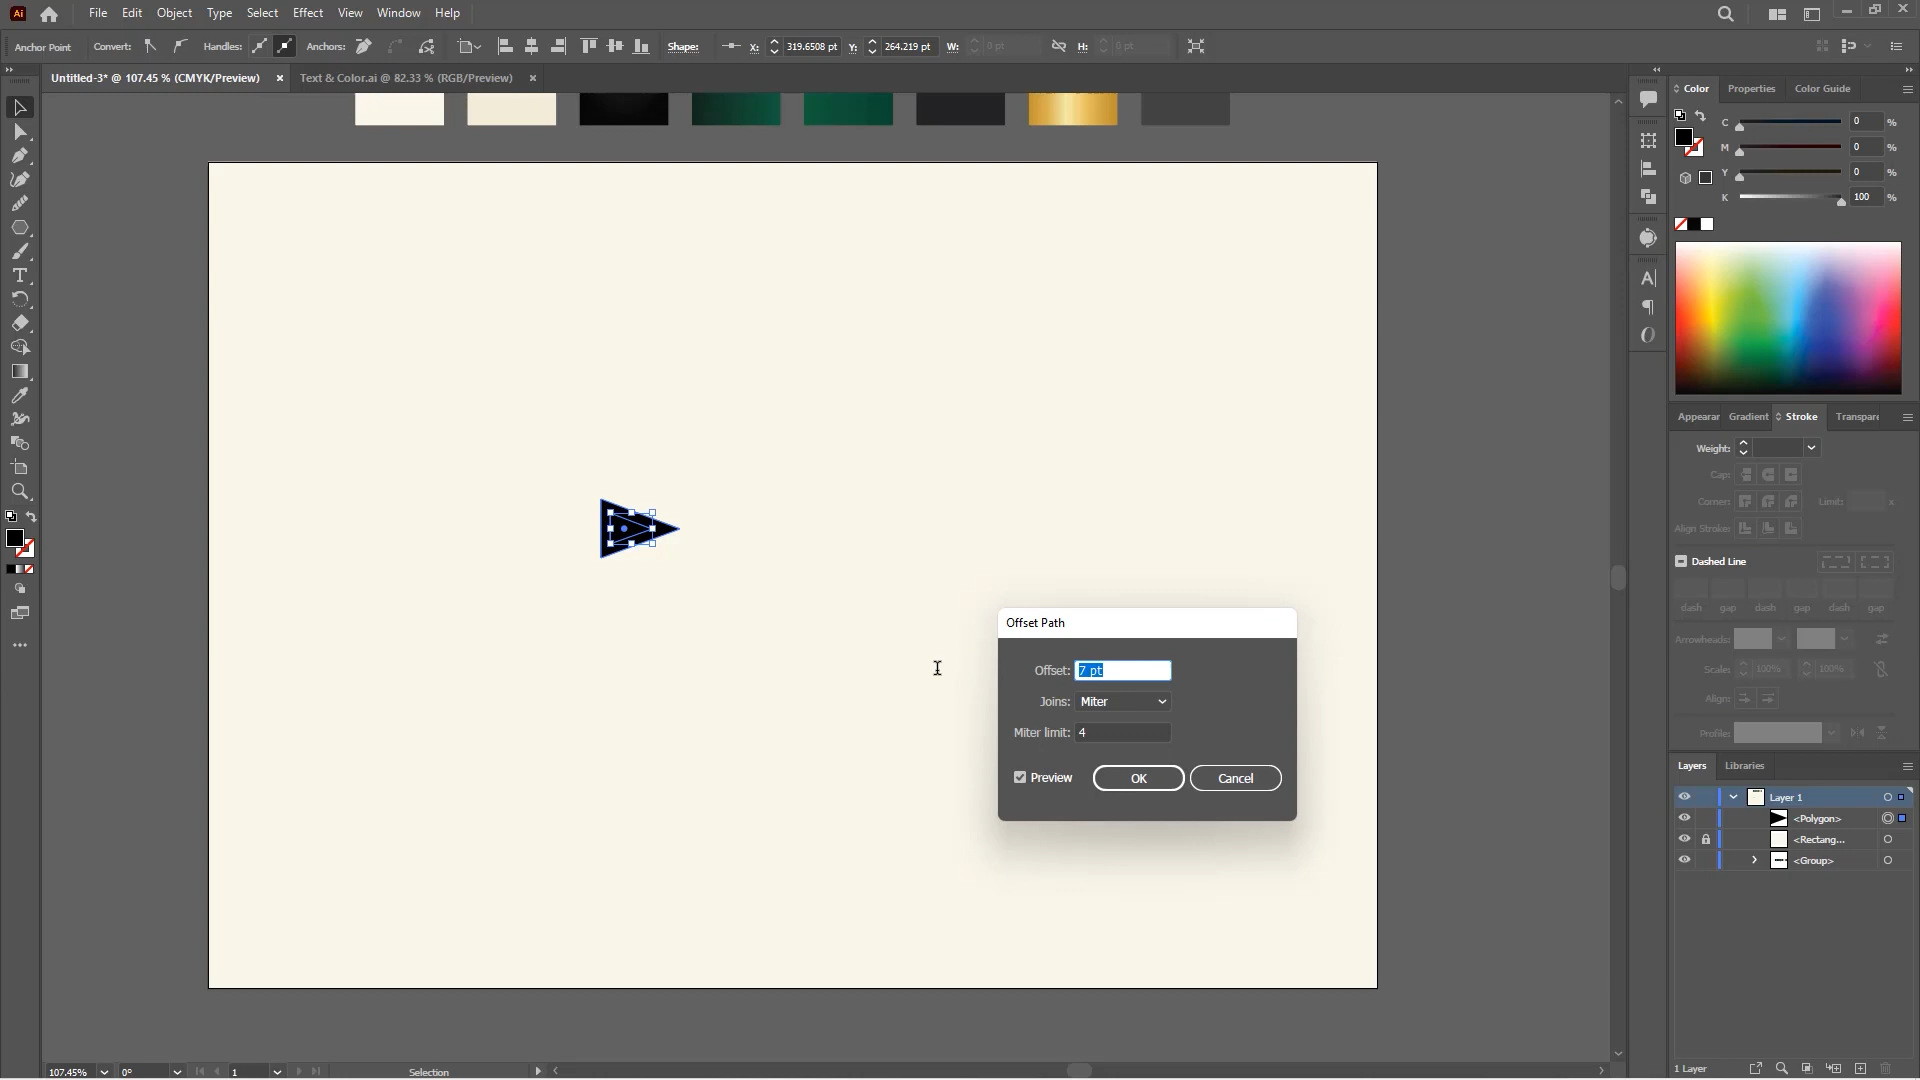 Ai File Edit Object Type Select Effect View Window Help
Anchor Point Convert: Handles: Anchors: Shape: X: 319.6508 pt Y: 264.219 pt W: 0 pt H: 0 pt
Untitled-3* @ 107.45 % (CMYK/Preview) × Text & Color.ai @ 82.33 % (RGB/Preview) ×
Color Properties Color Guide
C 0 %
M 0 %
Y 0 %
K 100 %
Appearar Gradient Stroke Transpare
Weight:
Cap:
Corner: Limit: x
Align Stroke:
Dashed Line
dash gap dash gap dash gap
Arrowheads:
Scale: 100% 100%
Align:
Profile:
Offset Path
Offset: 7 pt
Joins: Miter
Miter limit: 4
Preview OK Cancel
Layers Libraries
Layer 1
<Polygon>
<Rectang...
<Group>
1 Layer
107.45% 0° 1 Selection